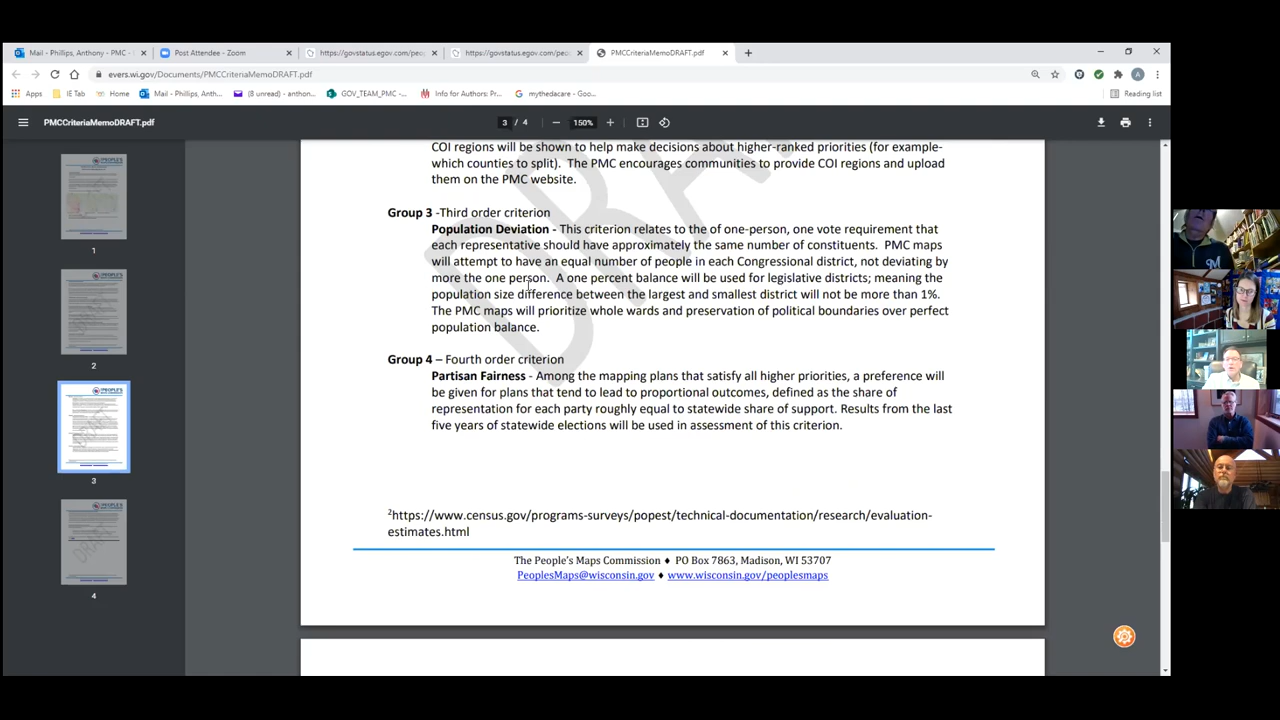 Mail - Phillips, Anthony - PMC -
Post Attendee - Zoom
https://govstatus.egov.com/peo
https://govstatus.egov.com/peo
PMCCriteriaMemoDRAFT.pdf
evers.wi.gov/Documents/PMCCriteriaMemoDRAFT.pdf
Apps
IE Tab
Home
Mail - Phillips, Anth...
(8 unread) - anthon...
GOV_TEAM_PMC -...
Info for Authors: Pr...
mythedacare - Goo...
Reading list
PMCCriteriaMemoDRAFT.pdf
3 / 4
150%
1
2
3
4
COI regions will be shown to help make decisions about higher-ranked priorities (for example-
which counties to split). The PMC encourages communities to provide COI regions and upload
them on the PMC website.
Group 3 -Third order criterion
Population Deviation - This criterion relates to the of one-person, one vote requirement that
each representative should have approximately the same number of constituents. PMC maps
will attempt to have an equal number of people in each Congressional district, not deviating by
more the one person. A one percent balance will be used for legislative districts; meaning the
population size difference between the largest and smallest district will not be more than 1%.
The PMC maps will prioritize whole wards and preservation of political boundaries over perfect
population balance.
Group 4 – Fourth order criterion
Partisan Fairness - Among the mapping plans that satisfy all higher priorities, a preference will
be given for plans that tend to lead to proportional outcomes, defined as the share of
representation for each party roughly equal to statewide share of support. Results from the last
five years of statewide elections will be used in assessment of this criterion.
2https://www.census.gov/programs-surveys/popest/technical-documentation/research/evaluation-
estimates.html
The People's Maps Commission ♦ PO Box 7863, Madison, WI 53707
PeoplesMaps@wisconsin.gov ♦ www.wisconsin.gov/peoplesmaps
DRA